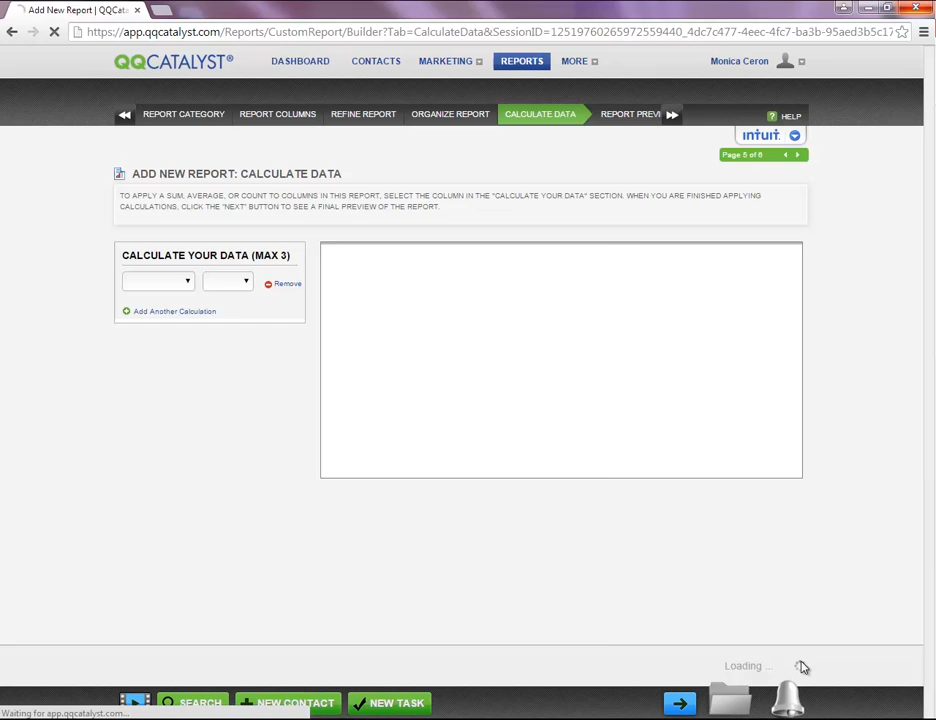 Add New Report | QQCata
https://app.qqcatalyst.com/Reports/CustomReport/Builder?Tab=CalculateData&SessionID=12519760265972559440_4dc7c477-4eec-4fc7-ba3b-95aed3b5c17
QQCATALYST® DASHBOARD CONTACTS MARKETING REPORTS MORE Monica Ceron
REPORT CATEGORY REPORT COLUMNS REFINE REPORT ORGANIZE REPORT CALCULATE DATA REPORT PREVI
? HELP
intuit.
Page 5 of 6
ADD NEW REPORT: CALCULATE DATA
TO APPLY A SUM, AVERAGE, OR COUNT TO COLUMNS IN THIS REPORT, SELECT THE COLUMN IN THE "CALCULATE YOUR DATA" SECTION. WHEN YOU ARE FINISHED APPLYING
CALCULATIONS, CLICK THE "NEXT" BUTTON TO SEE A FINAL PREVIEW OF THE REPORT.
CALCULATE YOUR DATA (MAX 3)
Remove
Add Another Calculation
Loading ...
SEARCH NEW CONTACT NEW TASK
Waiting for app.qqcatalyst.com...